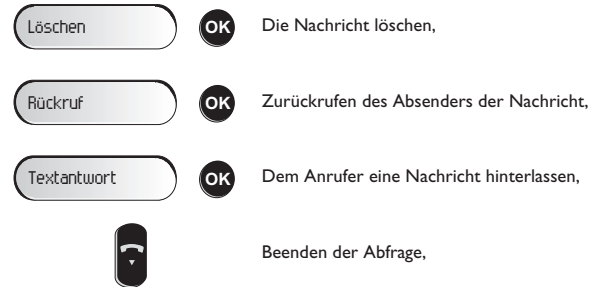 Löschen OK Die Nachricht löschen,
Rückruf OK Zurückrufen des Absenders der Nachricht,
Textantwort OK Dem Anrufer eine Nachricht hinterlassen,
Beenden der Abfrage,